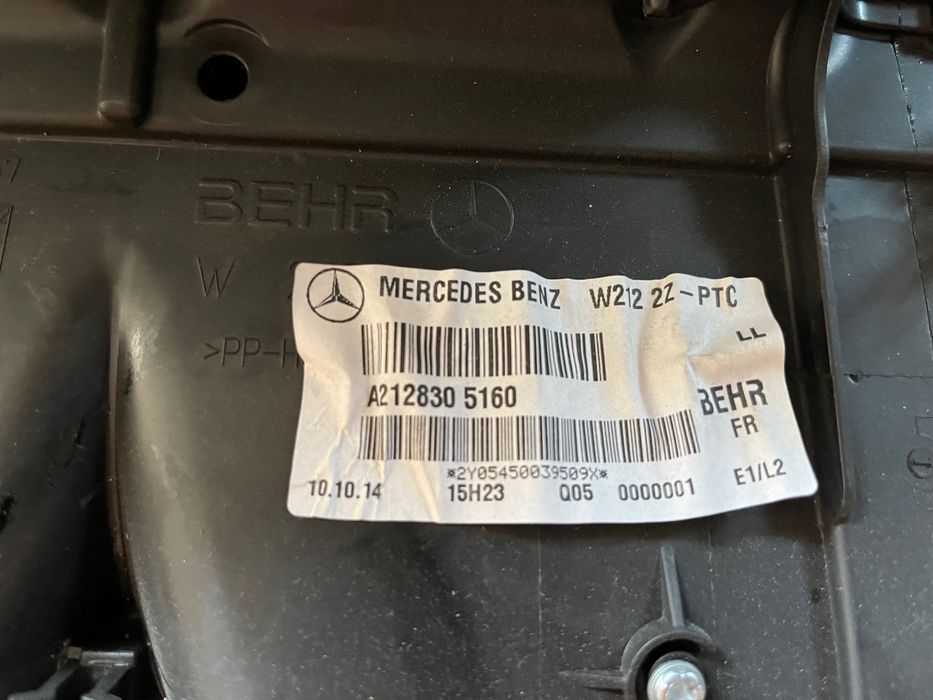 BEHR
W
MERCEDES BENZ W212 2Z-PTC
LL
>PP-
A212830 5160
BEHR
FR
*2Y05450039509X*
10.10.14 15H23 Q05 0000001 E1/L2